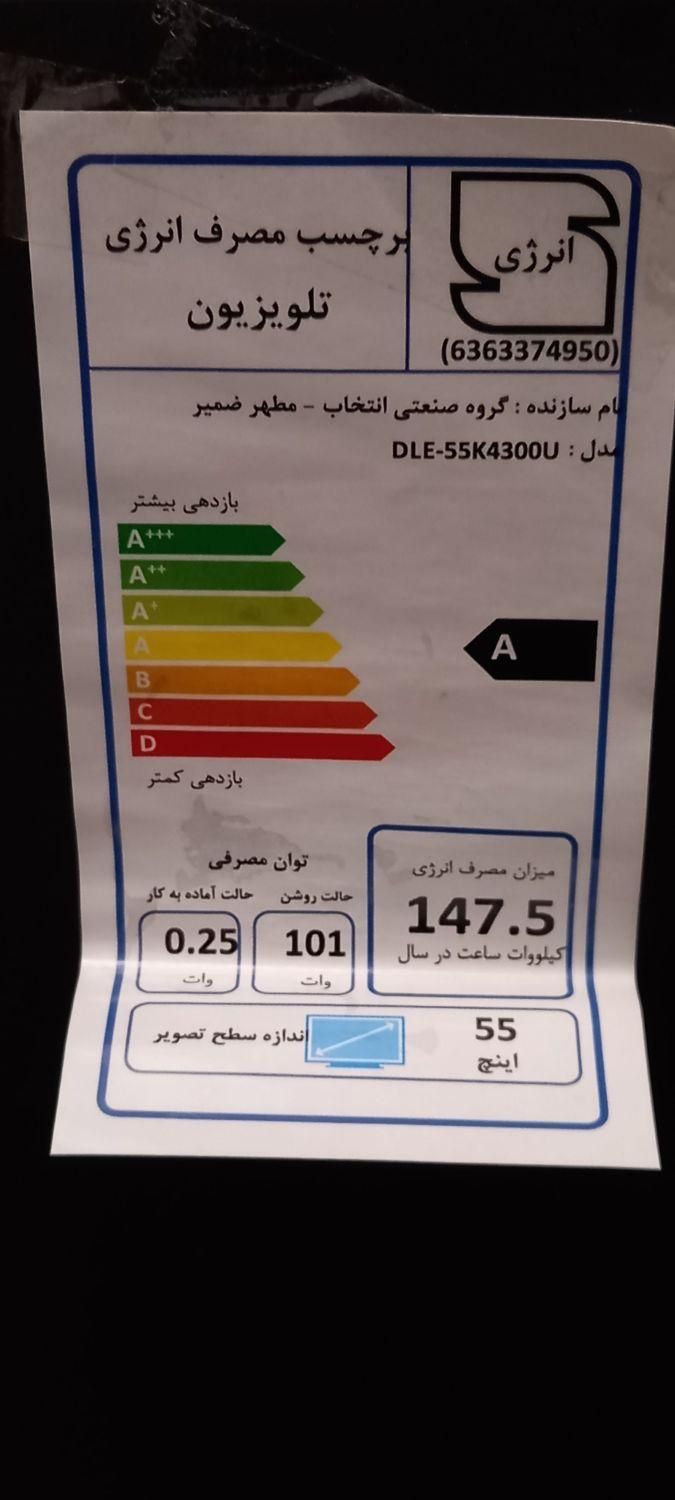 برچسب مصرف انرژی
تلویزیون
انرژی
(6363374950)
نام سازنده : گروه صنعتی انتخاب – مطهر ضمیر
مدل : DLE-55K4300U
بازدهی بیشتر
A+++
A++
A+
A
A
B
C
D
بازدهی کمتر
میزان مصرف انرژی
147.5
کیلووات ساعت در سال
توان مصرفی
حالت روشن
حالت آماده به کار
101
0.25
وات
وات
55
اینچ
اندازه سطح تصویر